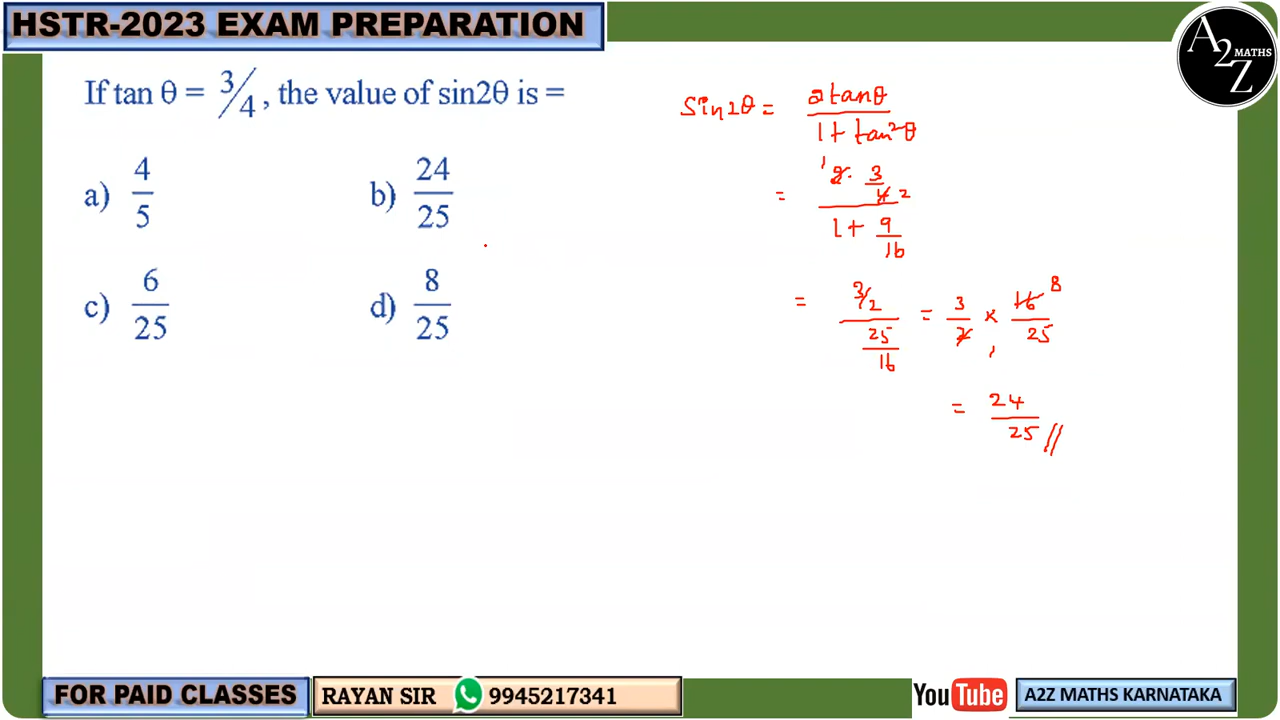 HSTR-2023 EXAM PREPARATION
A2Z MATHS
If tan θ = 3/4, the value of sin2θ is =
a) 4/5
b) 24/25
c) 6/25
d) 8/25
Sin2θ = 2tanθ / 1 + tan²θ
= 2 · 3/4 / 1 + 9/16
= 3/2 / 25/16 = 3/2 × 16/25
= 24/25 //
FOR PAID CLASSES
RAYAN SIR 9945217341
YouTube
A2Z MATHS KARNATAKA